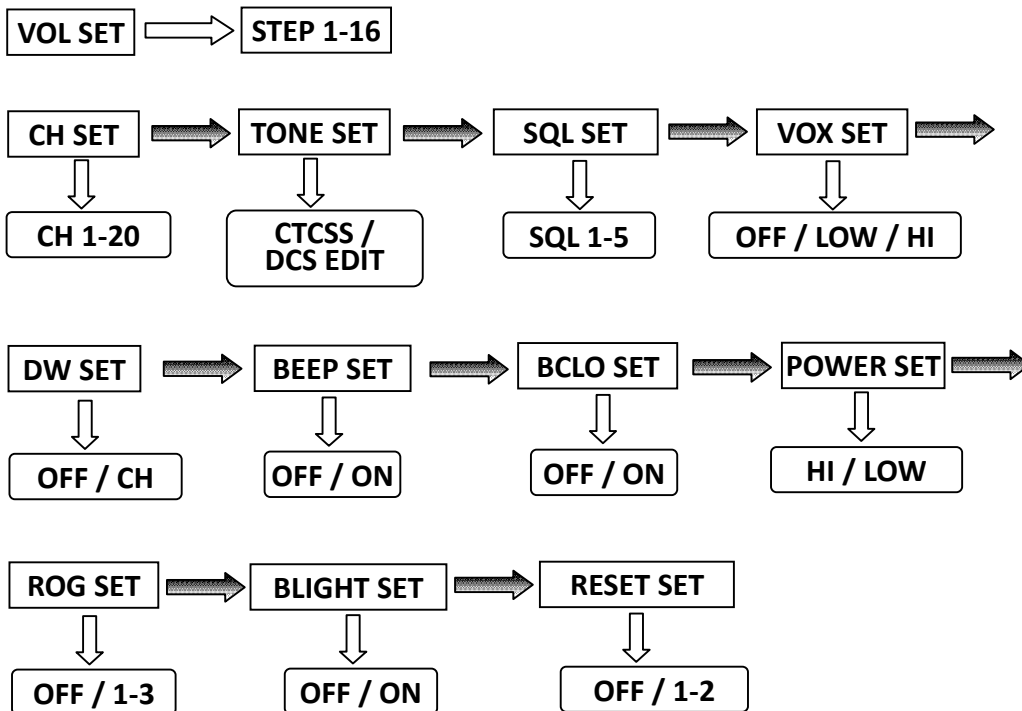 VOL SET
STEP 1-16
CH SET
TONE SET
SQL SET
VOX SET
CH 1-20
CTCSS /
DCS EDIT
SQL 1-5
OFF / LOW / HI
DW SET
BEEP SET
BCLO SET
POWER SET
OFF / CH
OFF / ON
OFF / ON
HI / LOW
ROG SET
BLIGHT SET
RESET SET
OFF / 1-3
OFF / ON
OFF / 1-2